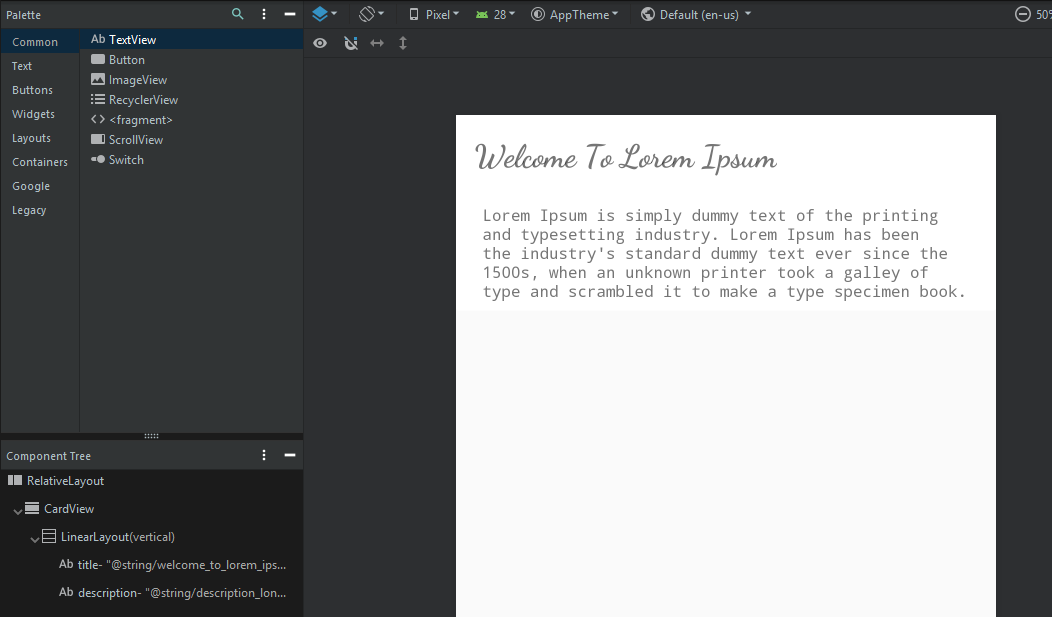 Palette
Pixel
28
AppTheme
Default (en-us)
50%
Common
Text
Buttons
Widgets
Layouts
Containers
Google
Legacy
Ab TextView
Button
ImageView
RecyclerView
<fragment>
ScrollView
Switch
Welcome To Lorem Ipsum
Lorem Ipsum is simply dummy text of the printing
and typesetting industry. Lorem Ipsum has been
the industry's standard dummy text ever since the
1500s, when an unknown printer took a galley of
type and scrambled it to make a type specimen book.
Component Tree
RelativeLayout
CardView
LinearLayout(vertical)
Ab title- "@string/welcome_to_lorem_ips...
Ab description- "@string/description_lon...